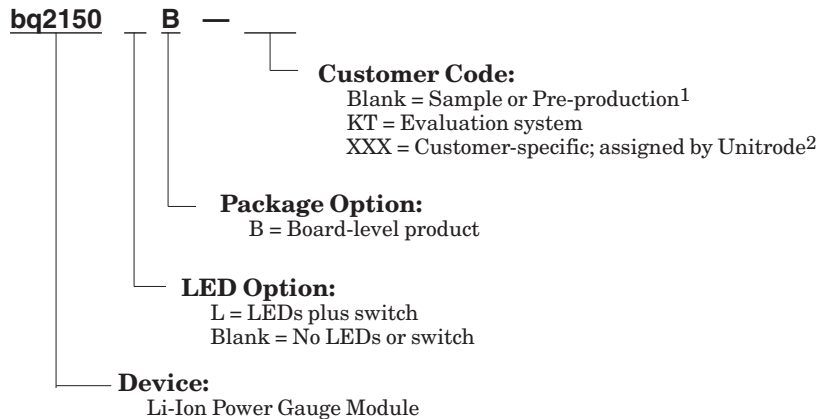 bq2150 B —
Customer Code:
Blank = Sample or Pre-production1
KT = Evaluation system
XXX = Customer-specific; assigned by Unitrode2
Package Option:
B = Board-level product
LED Option:
L = LEDs plus switch
Blank = No LEDs or switch
Device:
Li-Ion Power Gauge Module